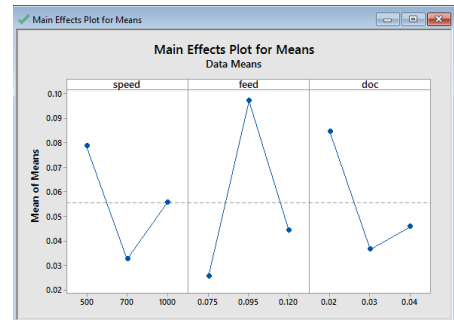 Main Effects Plot for Means
Main Effects Plot for Means
Data Means
speed feed doc
0.10
0.09
0.08
0.07
0.06
0.05
0.04
0.03
0.02
Mean of Means
500 700 1000 0.075 0.095 0.120 0.02 0.03 0.04